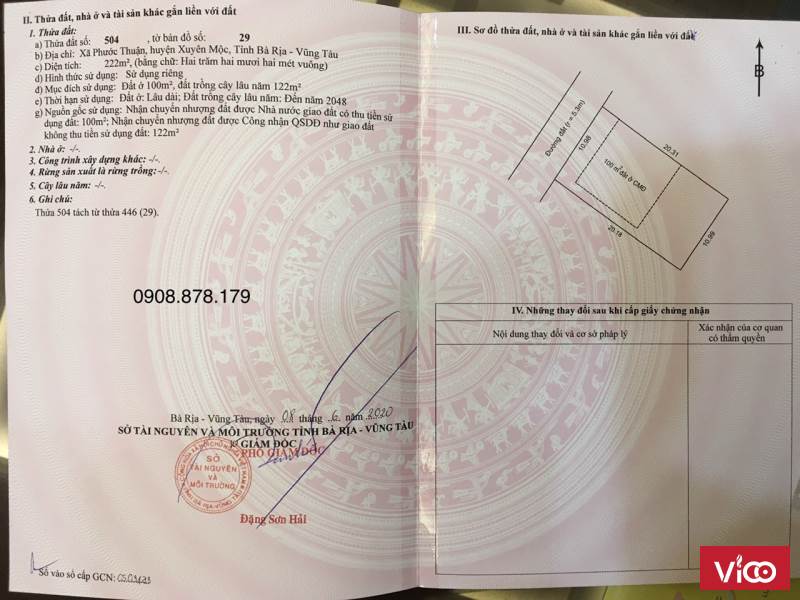 II. Thửa đất, nhà ở và tài sản khác gắn liền với đất
1. Thửa đất:
a) Thửa đất số: 504 , tờ bản đồ số: 29
b) Địa chỉ: Xã Phước Thuận, huyện Xuyên Mộc, Tỉnh Bà Rịa - Vũng Tàu
c) Diện tích: 222m², (bằng chữ: Hai trăm hai mươi hai mét vuông)
d) Hình thức sử dụng: Sử dụng riêng
đ) Mục đích sử dụng: Đất ở 100m², đất trồng cây lâu năm 122m²
e) Thời hạn sử dụng: Đất ở: Lâu dài; Đất trồng cây lâu năm: Đến năm 2048
g) Nguồn gốc sử dụng: Nhận chuyển nhượng đất được Nhà nước giao đất có thu tiền sử
dụng đất: 100m²; Nhận chuyển nhượng đất được Công nhận QSDĐ như giao đất
không thu tiền sử dụng đất: 122m²
2. Nhà ở: -/-.
3. Công trình xây dựng khác: -/-.
4. Rừng sản xuất là rừng trồng: -/-.
5. Cây lâu năm: -/-.
6. Ghi chú:
Thửa 504 tách từ thửa 446 (29).
0908.878.179
Bà Rịa - Vũng Tàu, ngày 08 tháng 6 năm 2020
SỞ TÀI NGUYÊN VÀ MÔI TRƯỜNG TỈNH BÀ RỊA - VŨNG TÀU
GIÁM ĐỐC
PHÓ GIÁM ĐỐC
SỞ
TÀI NGUYÊN
VÀ
MÔI TRƯỜNG
Đặng Sơn Hải
Số vào sổ cấp GCN:
III. Sơ đồ thửa đất, nhà ở và tài sản khác gắn liền với đất
B
Đường đất (r = 5.3m)
10.98
20.31
100 m² đất ở CMĐ
20.18
10.99
IV. Những thay đổi sau khi cấp giấy chứng nhận
Nội dung thay đổi và cơ sở pháp lý
Xác nhận của cơ quan
có thẩm quyền
Vicoo